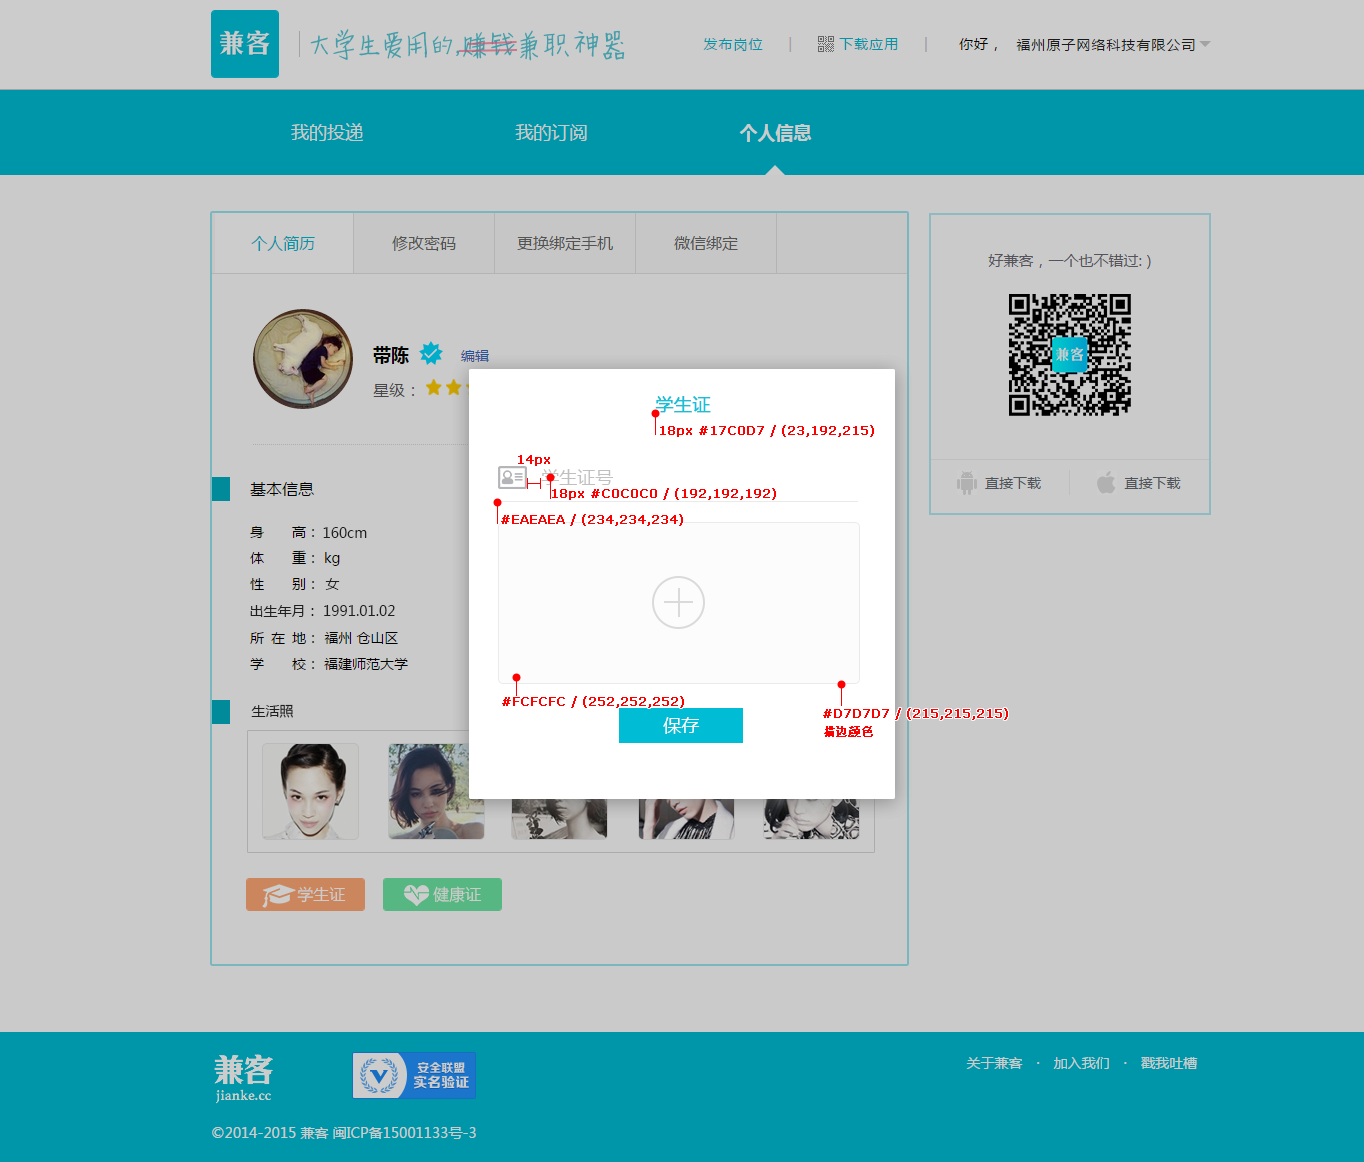 兼客
大学生爱用的,赚钱兼职神器
发布岗位 | 下载应用 | 你好， 福州原子网络科技有限公司
我的投递 我的订阅 个人信息
个人简历 修改密码 更换绑定手机 微信绑定
带陈 编辑
星级：
学生证
18px #17C0D7 / (23,192,215)
14px
学生证号
18px #C0C0C0 / (192,192,192)
#EAEAEA / (234,234,234)
#FCFCFC / (252,252,252)
#D7D7D7 / (215,215,215)
描边颜色
保存
基本信息
身 高： 160cm
体 重： kg
性 别： 女
出生年月： 1991.01.02
所 在 地： 福州 仓山区
学 校： 福建师范大学
生活照
学生证 健康证
好兼客，一个也不错过: )
兼客
直接下载 直接下载
兼客
jianke.cc
安全联盟
实名验证
关于兼客 · 加入我们 · 戳我吐槽
©2014-2015 兼客 闽ICP备15001133号-3